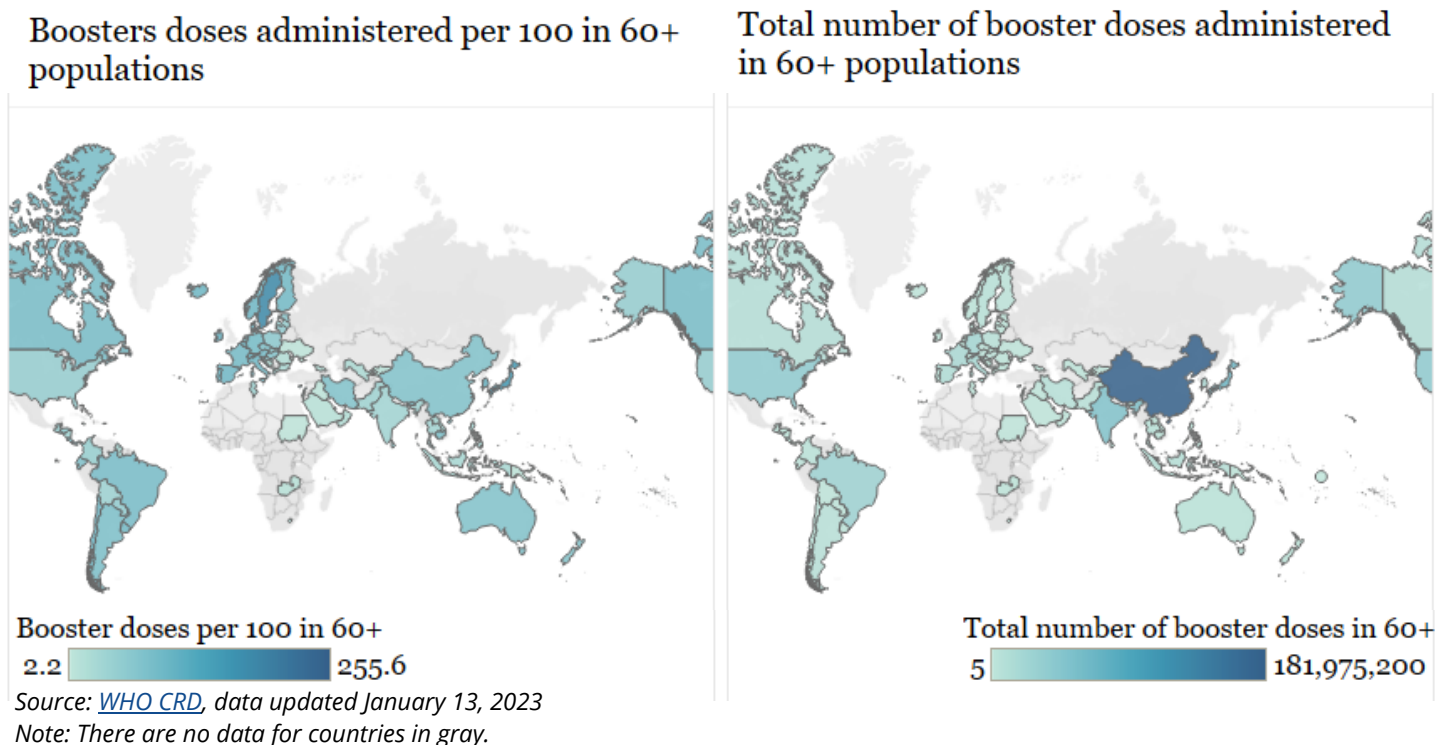 Boosters doses administered per 100 in 60+
populations
Total number of booster doses administered
in 60+ populations
Booster doses per 100 in 60+
2.2 255.6
Total number of booster doses in 60+
5 181,975,200
Source: WHO CRD, data updated January 13, 2023
Note: There are no data for countries in gray.